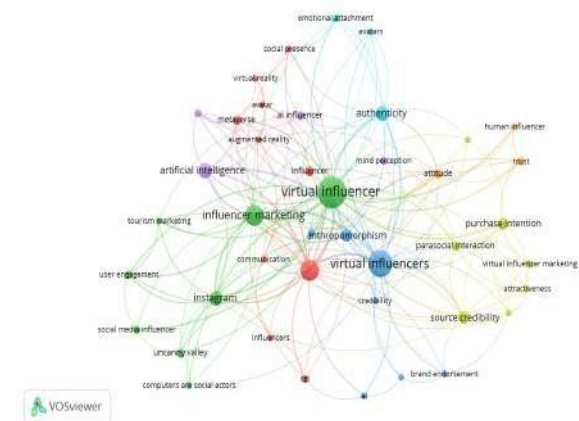 emotional attachment
avatars
social presence
virtual reality
avatar
metaverse
ai influencer
authenticity
human influencer
augmented reality
mind perception
trust
artificial intelligence
influencer
attitude
virtual influencer
influencer marketing
tourism marketing
purchase intention
anthropomorphism
parasocial interaction
communication
virtual influencers
virtual influencer marketing
user engagement
attractiveness
instagram
credibility
source credibility
social media influencer
influencers
uncanny valley
brand endorsement
computers are social actors
VOSviewer